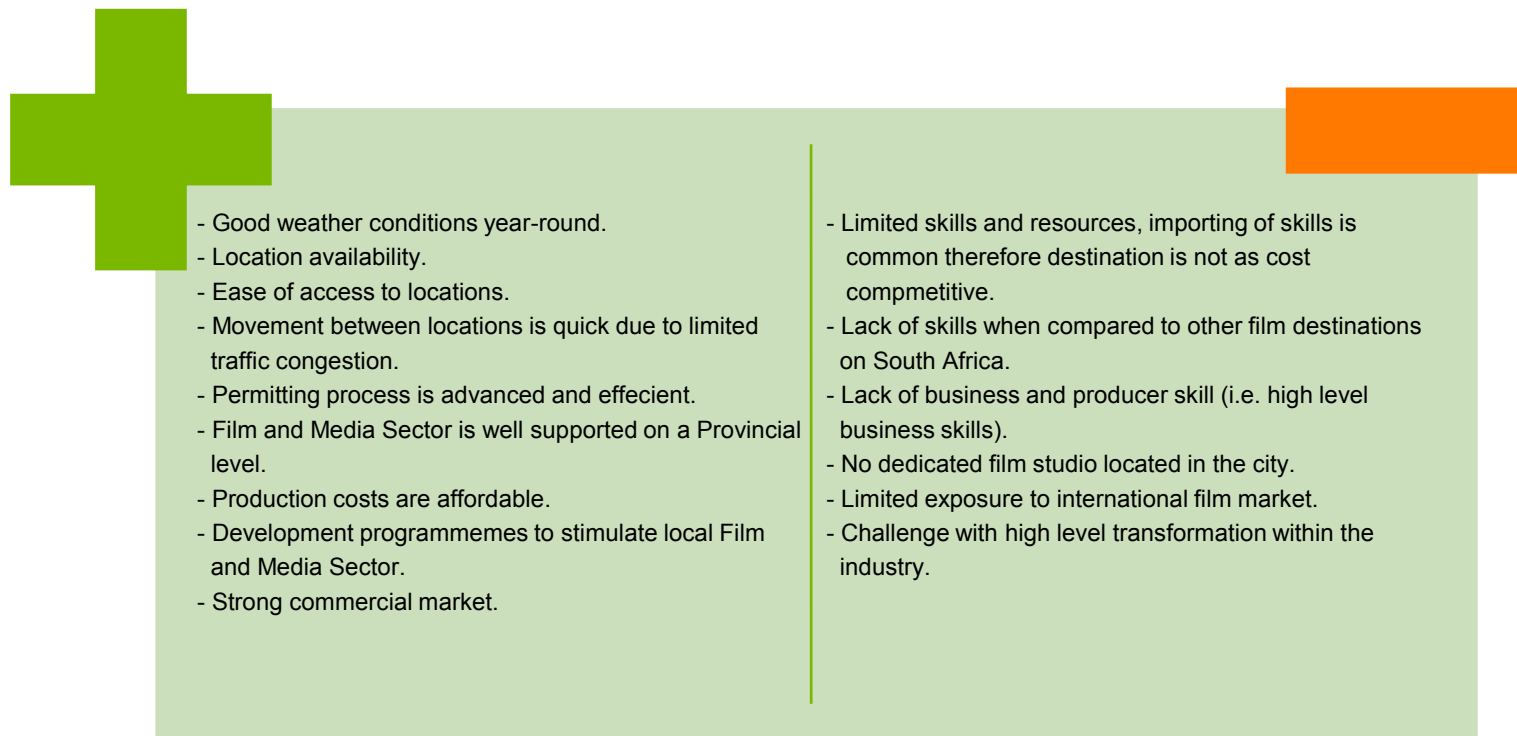 - Good weather conditions year-round.
- Location availability.
- Ease of access to locations.
- Movement between locations is quick due to limited
traffic congestion.
- Permitting process is advanced and effecient.
- Film and Media Sector is well supported on a Provincial
level.
- Production costs are affordable.
- Development programmemes to stimulate local Film
and Media Sector.
- Strong commercial market.
- Limited skills and resources, importing of skills is
common therefore destination is not as cost
compmetitive.
- Lack of skills when compared to other film destinations
on South Africa.
- Lack of business and producer skill (i.e. high level
business skills).
- No dedicated film studio located in the city.
- Limited exposure to international film market.
- Challenge with high level transformation within the
industry.